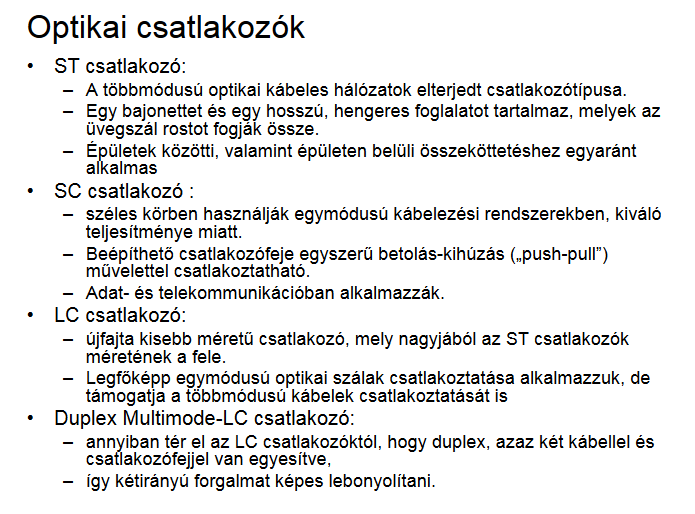 Optikai csatlakozók
• ST csatlakozó:
– A többmódusú optikai kábeles hálózatok elterjedt csatlakozótípusa.
– Egy bajonettet és egy hosszú, hengeres foglalatot tartalmaz, melyek az
üvegszál rostot fogják össze.
– Épületek közötti, valamint épületen belüli összeköttetéshez egyaránt
alkalmas
• SC csatlakozó :
– széles körben használják egymódusú kábelezési rendszerekben, kiváló
teljesítménye miatt.
– Beépíthető csatlakozófeje egyszerű betolás-kihúzás („push-pull”)
művelettel csatlakoztatható.
– Adat- és telekommunikációban alkalmazzák.
• LC csatlakozó:
– újfajta kisebb méretű csatlakozó, mely nagyjából az ST csatlakozók
méretének a fele.
– Legfőképp egymódusú optikai szálak csatlakoztatása alkalmazzuk, de
támogatja a többmódusú kábelek csatlakoztatását is
• Duplex Multimode-LC csatlakozó:
– annyiban tér el az LC csatlakozóktól, hogy duplex, azaz két kábellel és
csatlakozófejjel van egyesítve,
– így kétirányú forgalmat képes lebonyolítani.